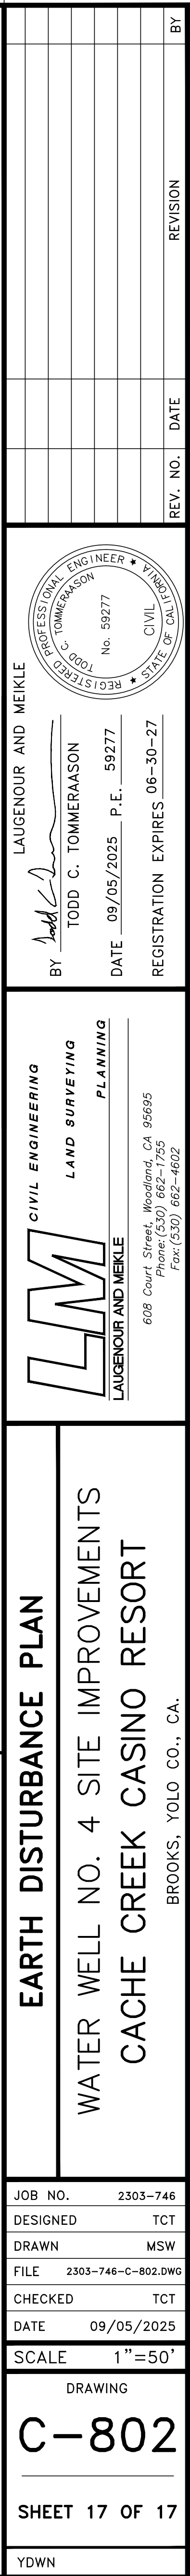 REV. NO. DATE REVISION BY
LAUGENOUR AND MEIKLE
BY
TODD C. TOMMERAASON
DATE 09/05/2025 P.E. 59277
REGISTRATION EXPIRES 06-30-27
REGISTERED PROFESSIONAL ENGINEER
TODD C. TOMMERAASON
No. 59277
CIVIL
★ STATE OF CALIFORNIA ★
LM
CIVIL ENGINEERING
LAND SURVEYING
PLANNING
LAUGENOUR AND MEIKLE
608 Court Street, Woodland, CA 95695
Phone:(530) 662-1755
Fax:(530) 662-4602
EARTH DISTURBANCE PLAN
WATER WELL NO. 4 SITE IMPROVEMENTS
CACHE CREEK CASINO RESORT
BROOKS, YOLO CO., CA.
JOB NO. 2303-746
DESIGNED TCT
DRAWN MSW
FILE 2303-746-C-802.DWG
CHECKED TCT
DATE 09/05/2025
SCALE 1"=50'
DRAWING
C-802
SHEET 17 OF 17
YDWN